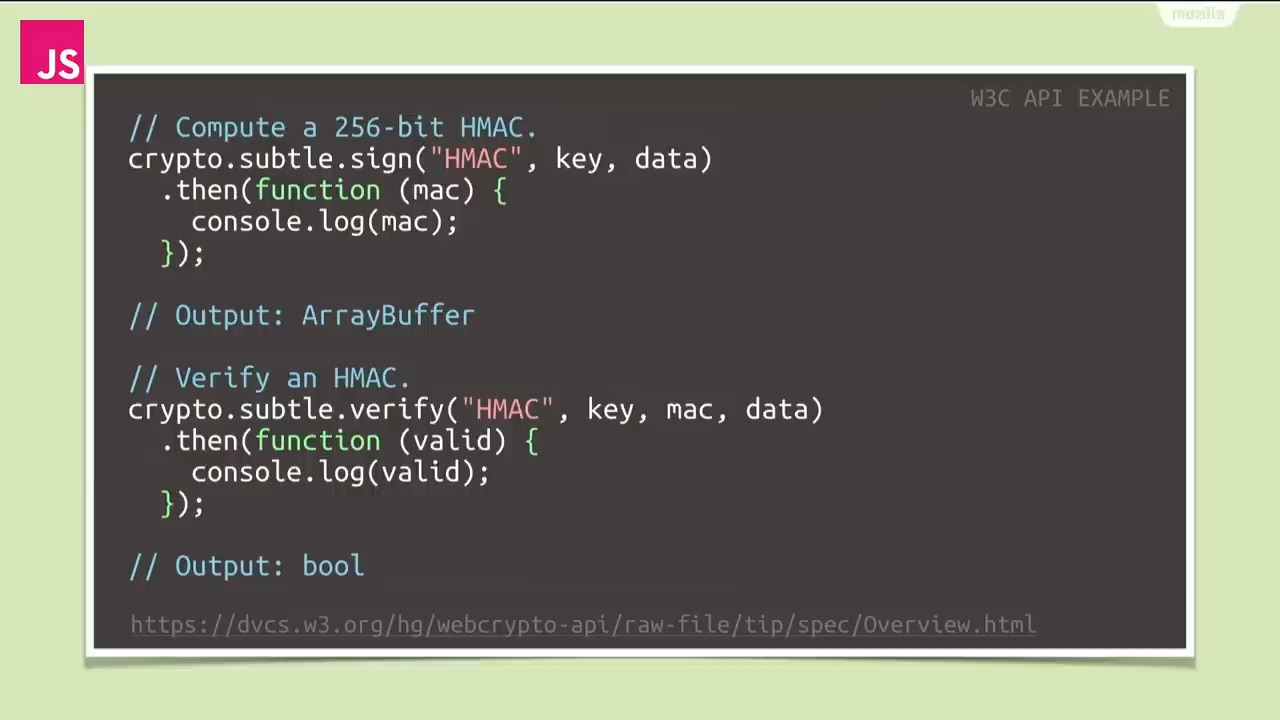 mozilla
JS
W3C API EXAMPLE
// Compute a 256-bit HMAC.
crypto.subtle.sign("HMAC", key, data)
  .then(function (mac) {
    console.log(mac);
  });
// Output: ArrayBuffer
// Verify an HMAC.
crypto.subtle.verify("HMAC", key, mac, data)
  .then(function (valid) {
    console.log(valid);
  });
// Output: bool
https://dvcs.w3.org/hg/webcrypto-api/raw-file/tip/spec/Overview.html